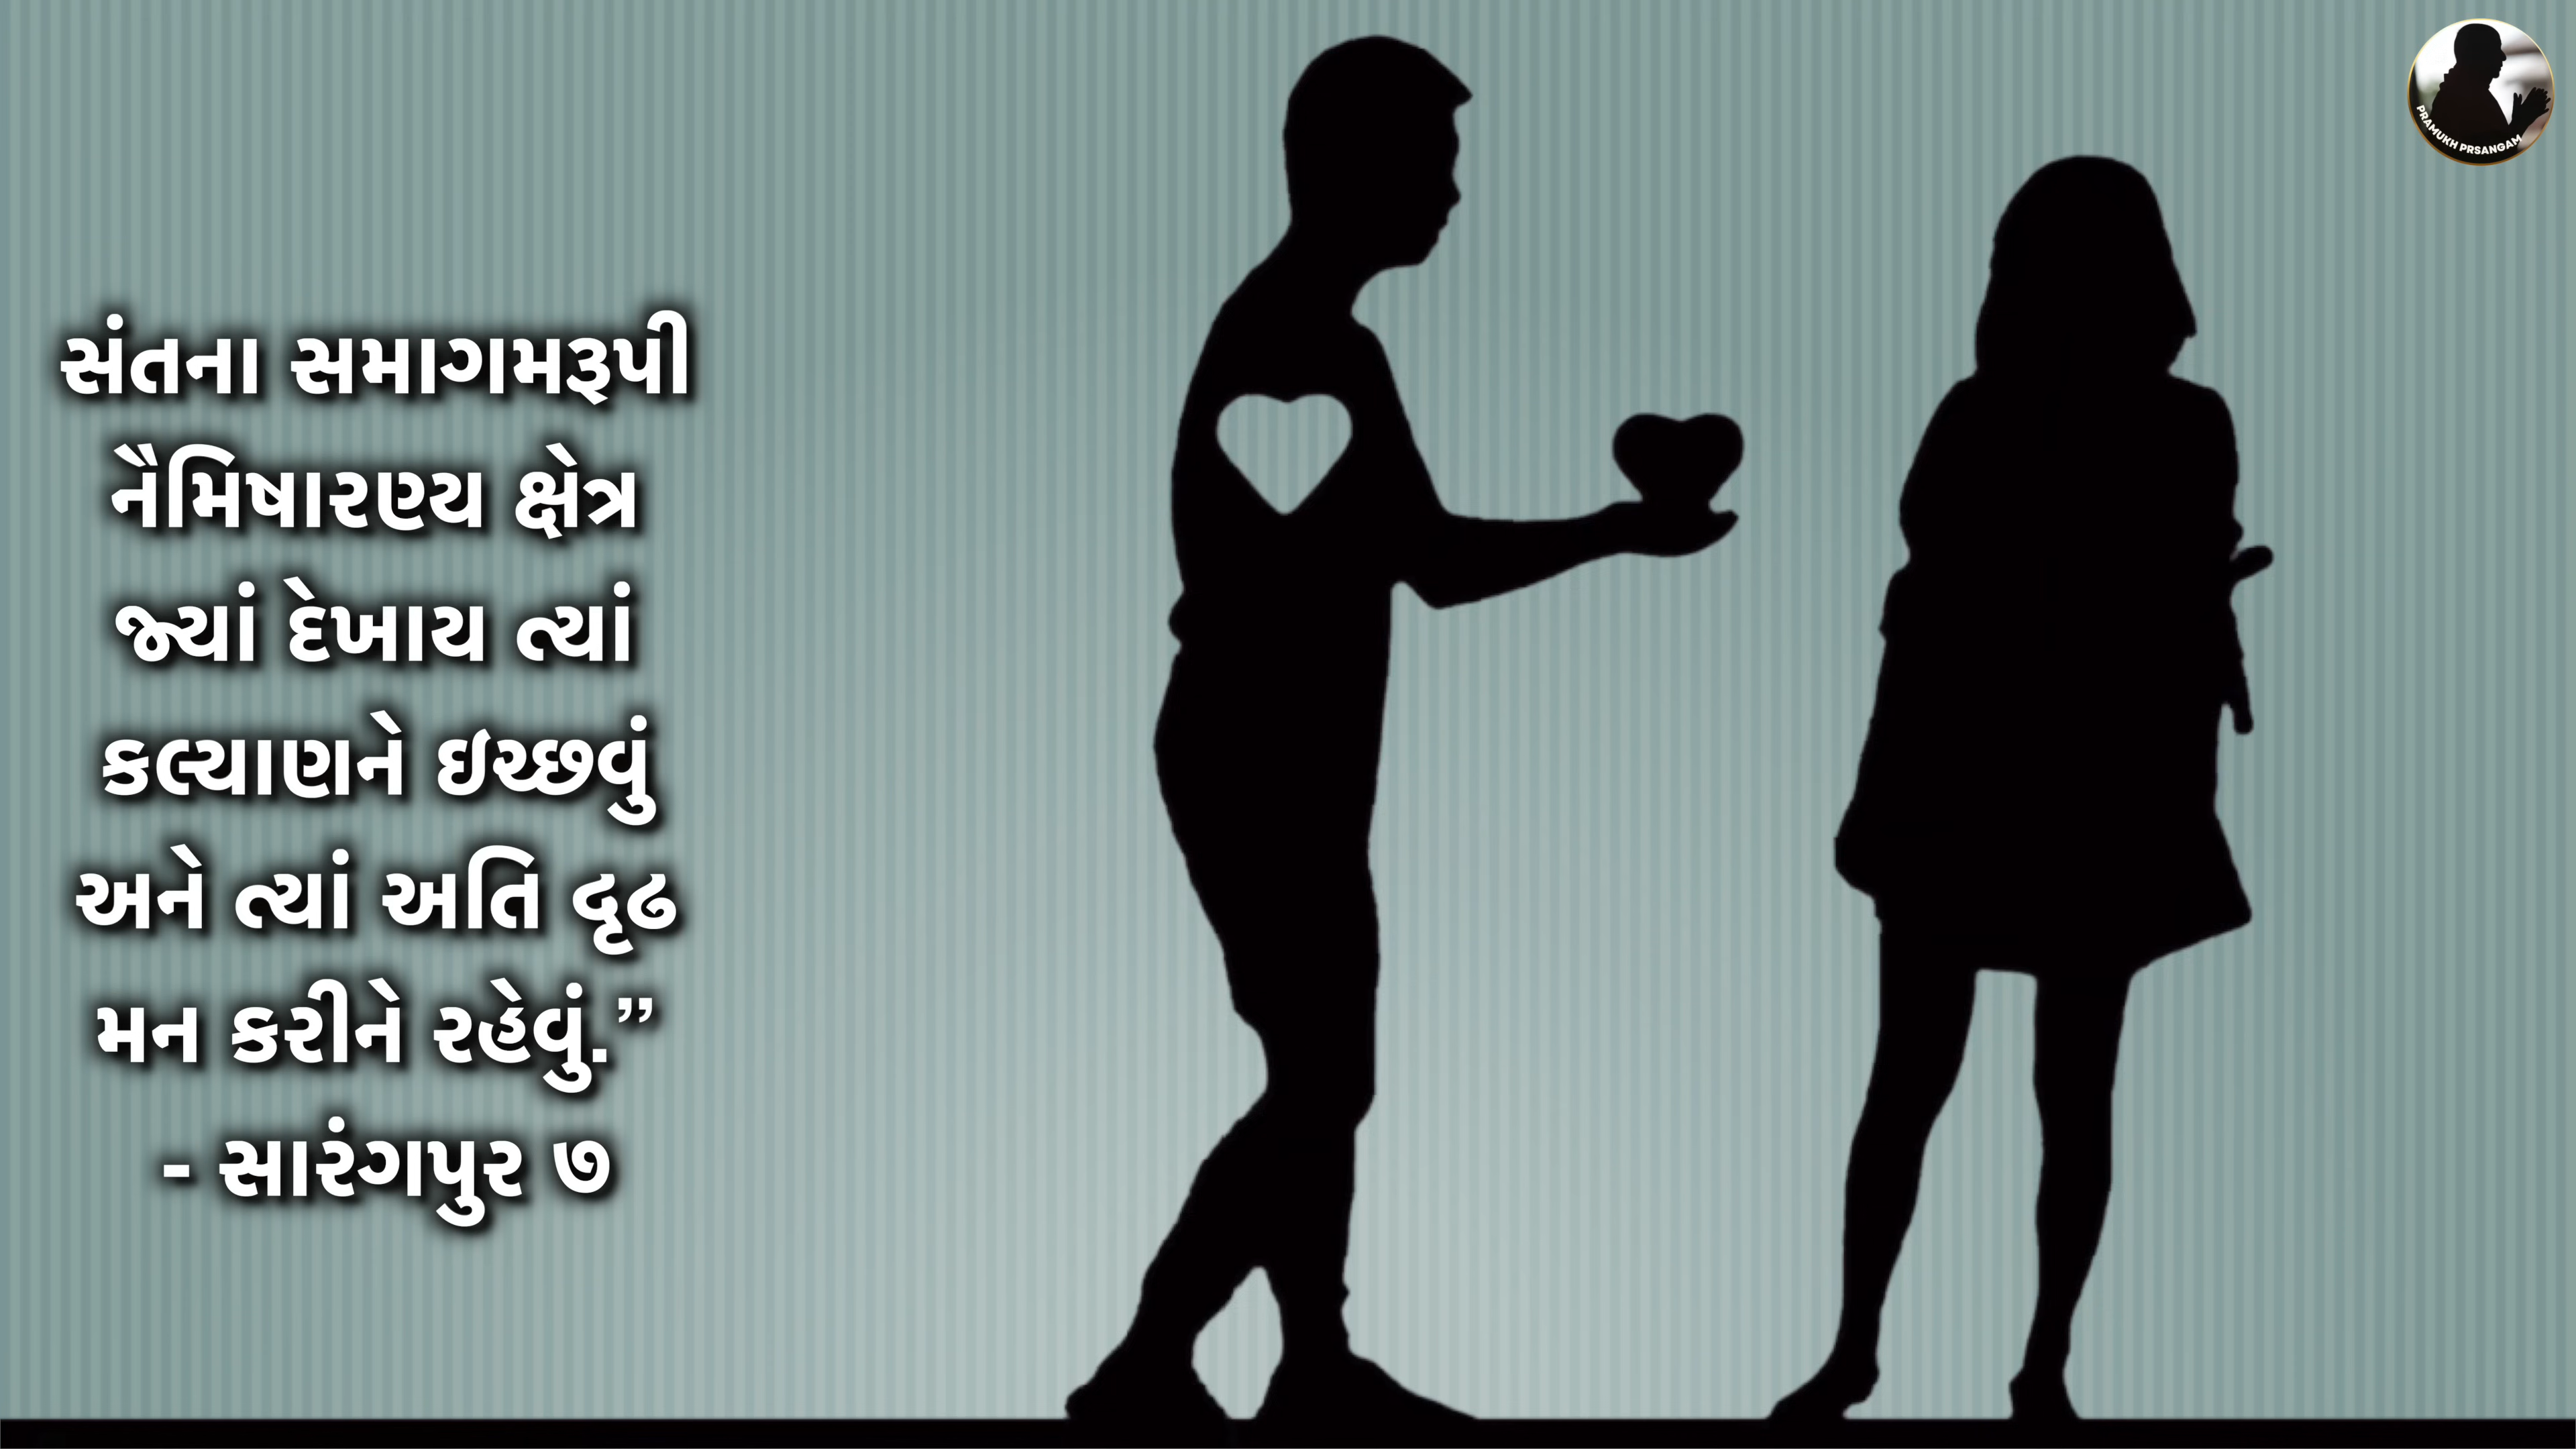 સંતના સમાગમરૂપી
નૈમિષારણ્ય ક્ષેત્ર
જ્યાં દેખાય ત્યાં
કલ્યાણને ઇચ્છવું
અને ત્યાં અતિ દૃઢ
મન કરીને રહેવું.”
- સારંગપુર ૭
PRAMUKH PRSANGAM